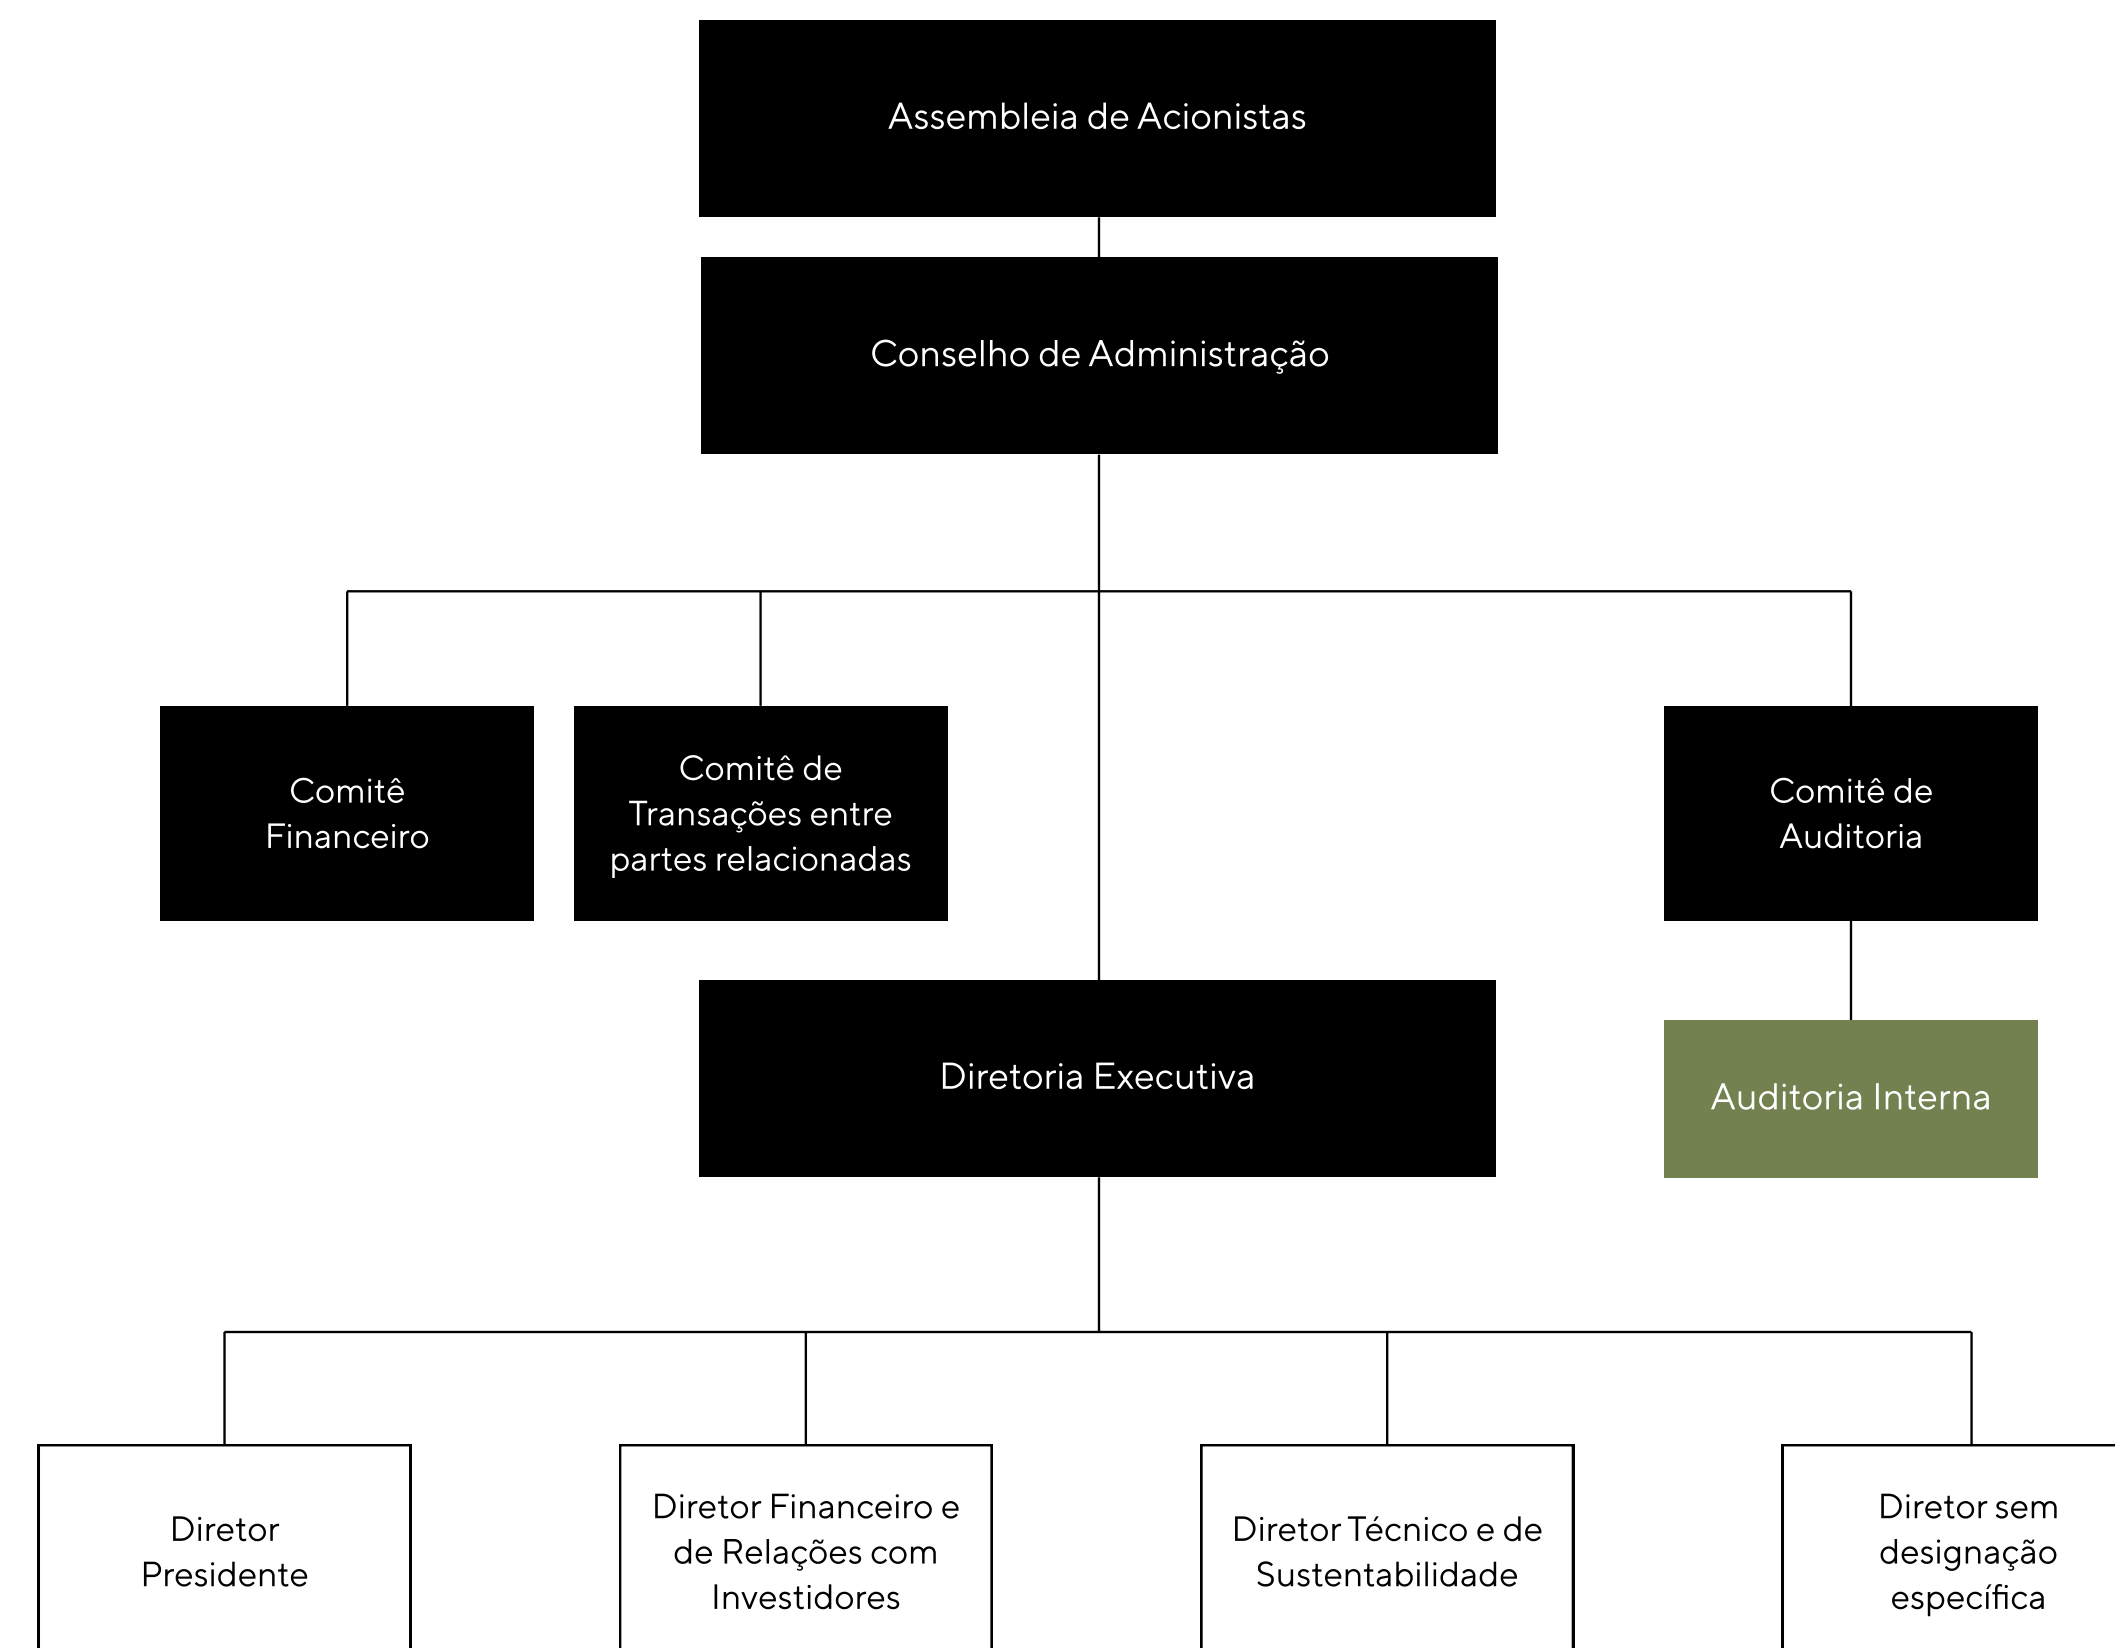 Assembleia de Acionistas
Conselho de Administração
Comitê
Financeiro
Comitê de
Transações entre
partes relacionadas
Comitê de
Auditoria
Diretoria Executiva
Auditoria Interna
Diretor
Presidente
Diretor Financeiro e
de Relações com
Investidores
Diretor Técnico e de
Sustentabilidade
Diretor sem
designação
específica